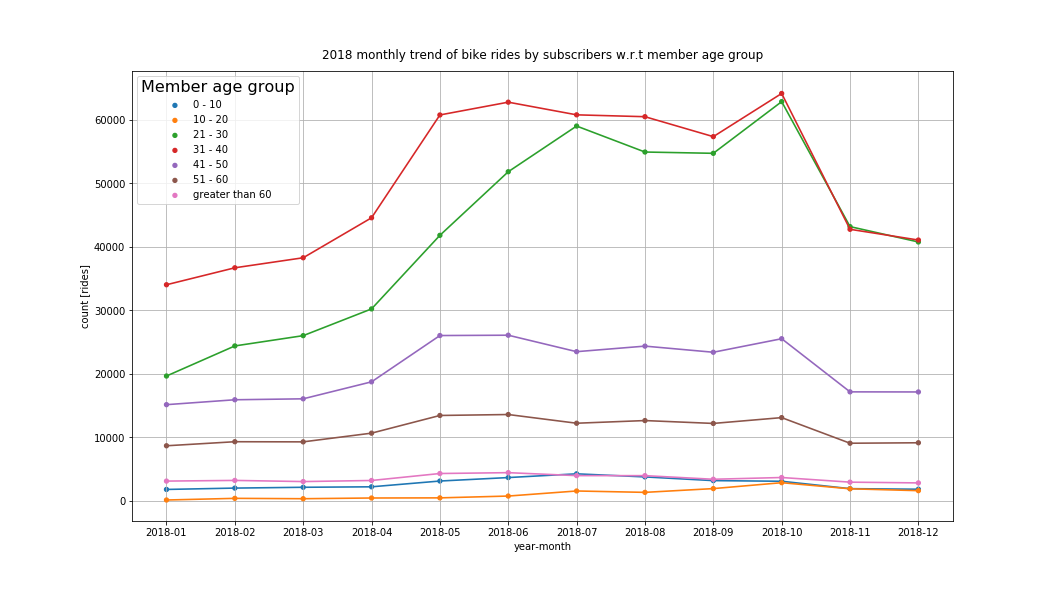 2018 monthly trend of bike rides by subscribers w.r.t member age group
Member age group
0 - 10
10 - 20
21 - 30
31 - 40
41 - 50
51 - 60
greater than 60
60000
50000
40000
30000
20000
10000
0
count [rides]
2018-01 2018-02 2018-03 2018-04 2018-05 2018-06 2018-07 2018-08 2018-09 2018-10 2018-11 2018-12
year-month